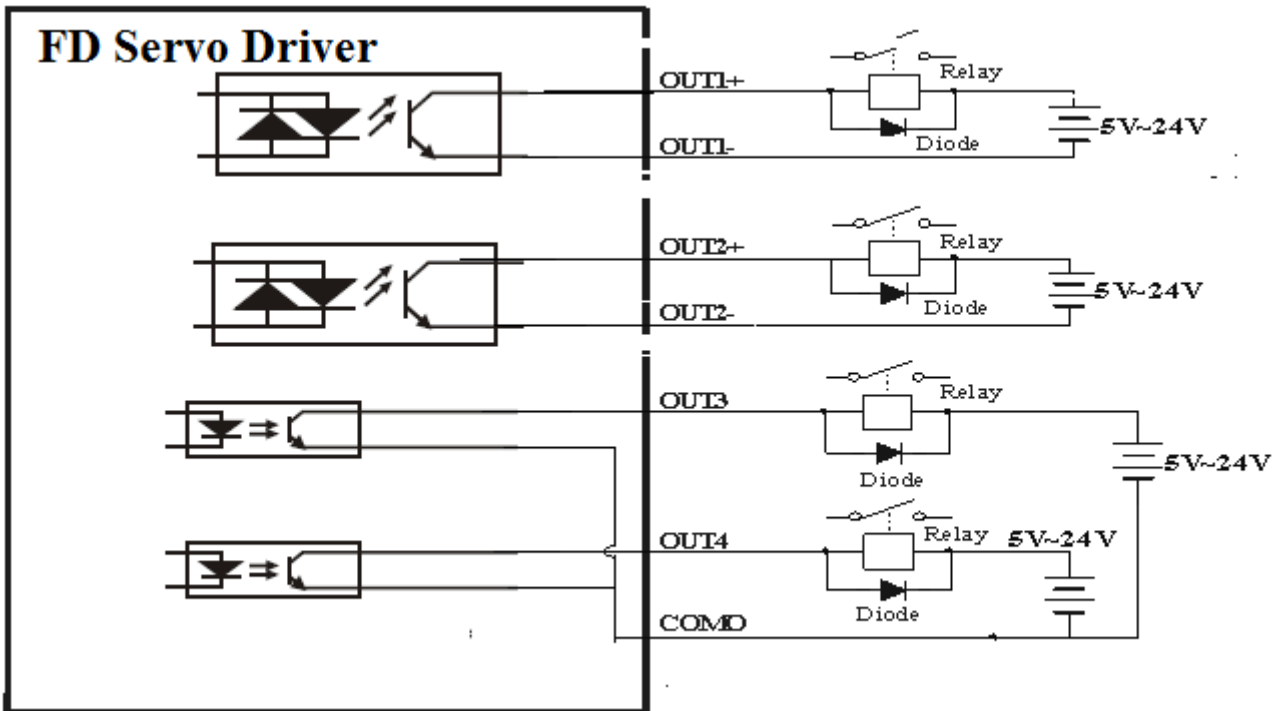 FD Servo Driver
OUT1+
Relay
5V~24V
Diode
OUT1-
OUT2+
Relay
5V~24V
Diode
OUT2-
OUT3
Relay
5V~24V
Diode
OUT4
Relay
5V~24V
Diode
COMO